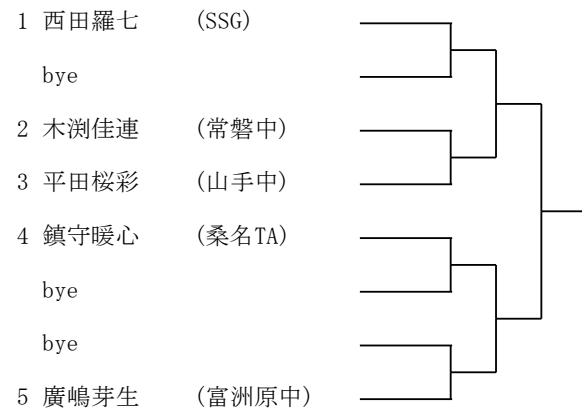 1 西田羅七 (SSG)
bye
2 木渕佳連 (常磐中)
3 平田桜彩 (山手中)
4 鎮守暖心 (桑名TA)
bye
bye
5 廣嶋芽生 (富洲原中)